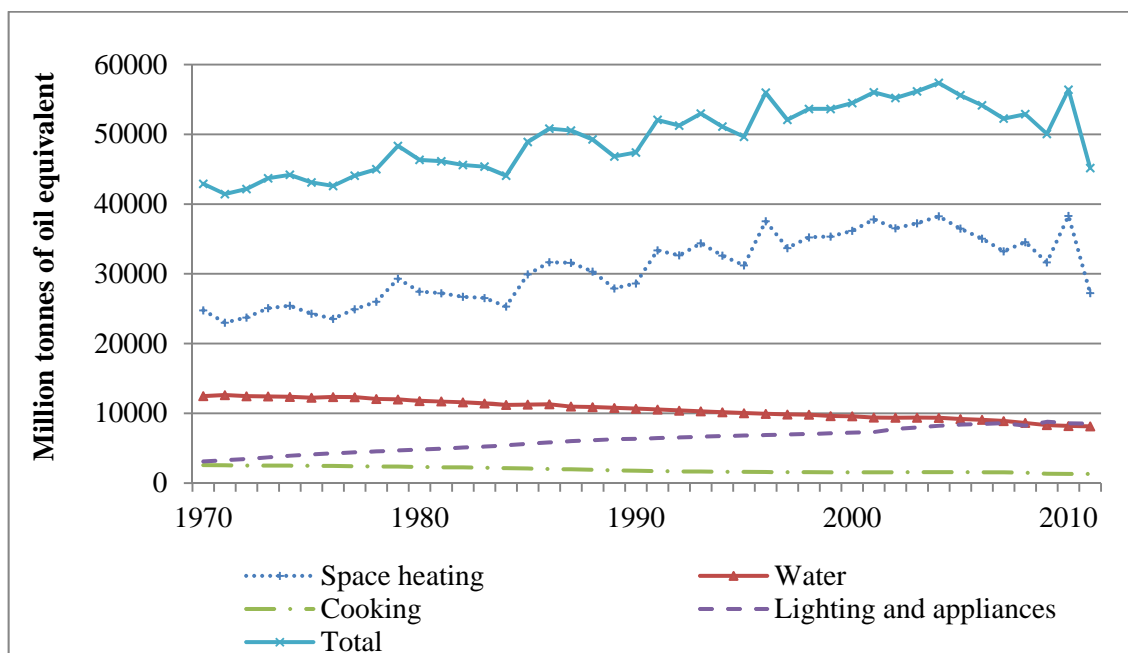 Million tonnes of oil equivalent
60000
50000
40000
30000
20000
10000
0
1970 1980 1990 2000 2010
Space heating Water
Cooking Lighting and appliances
Total